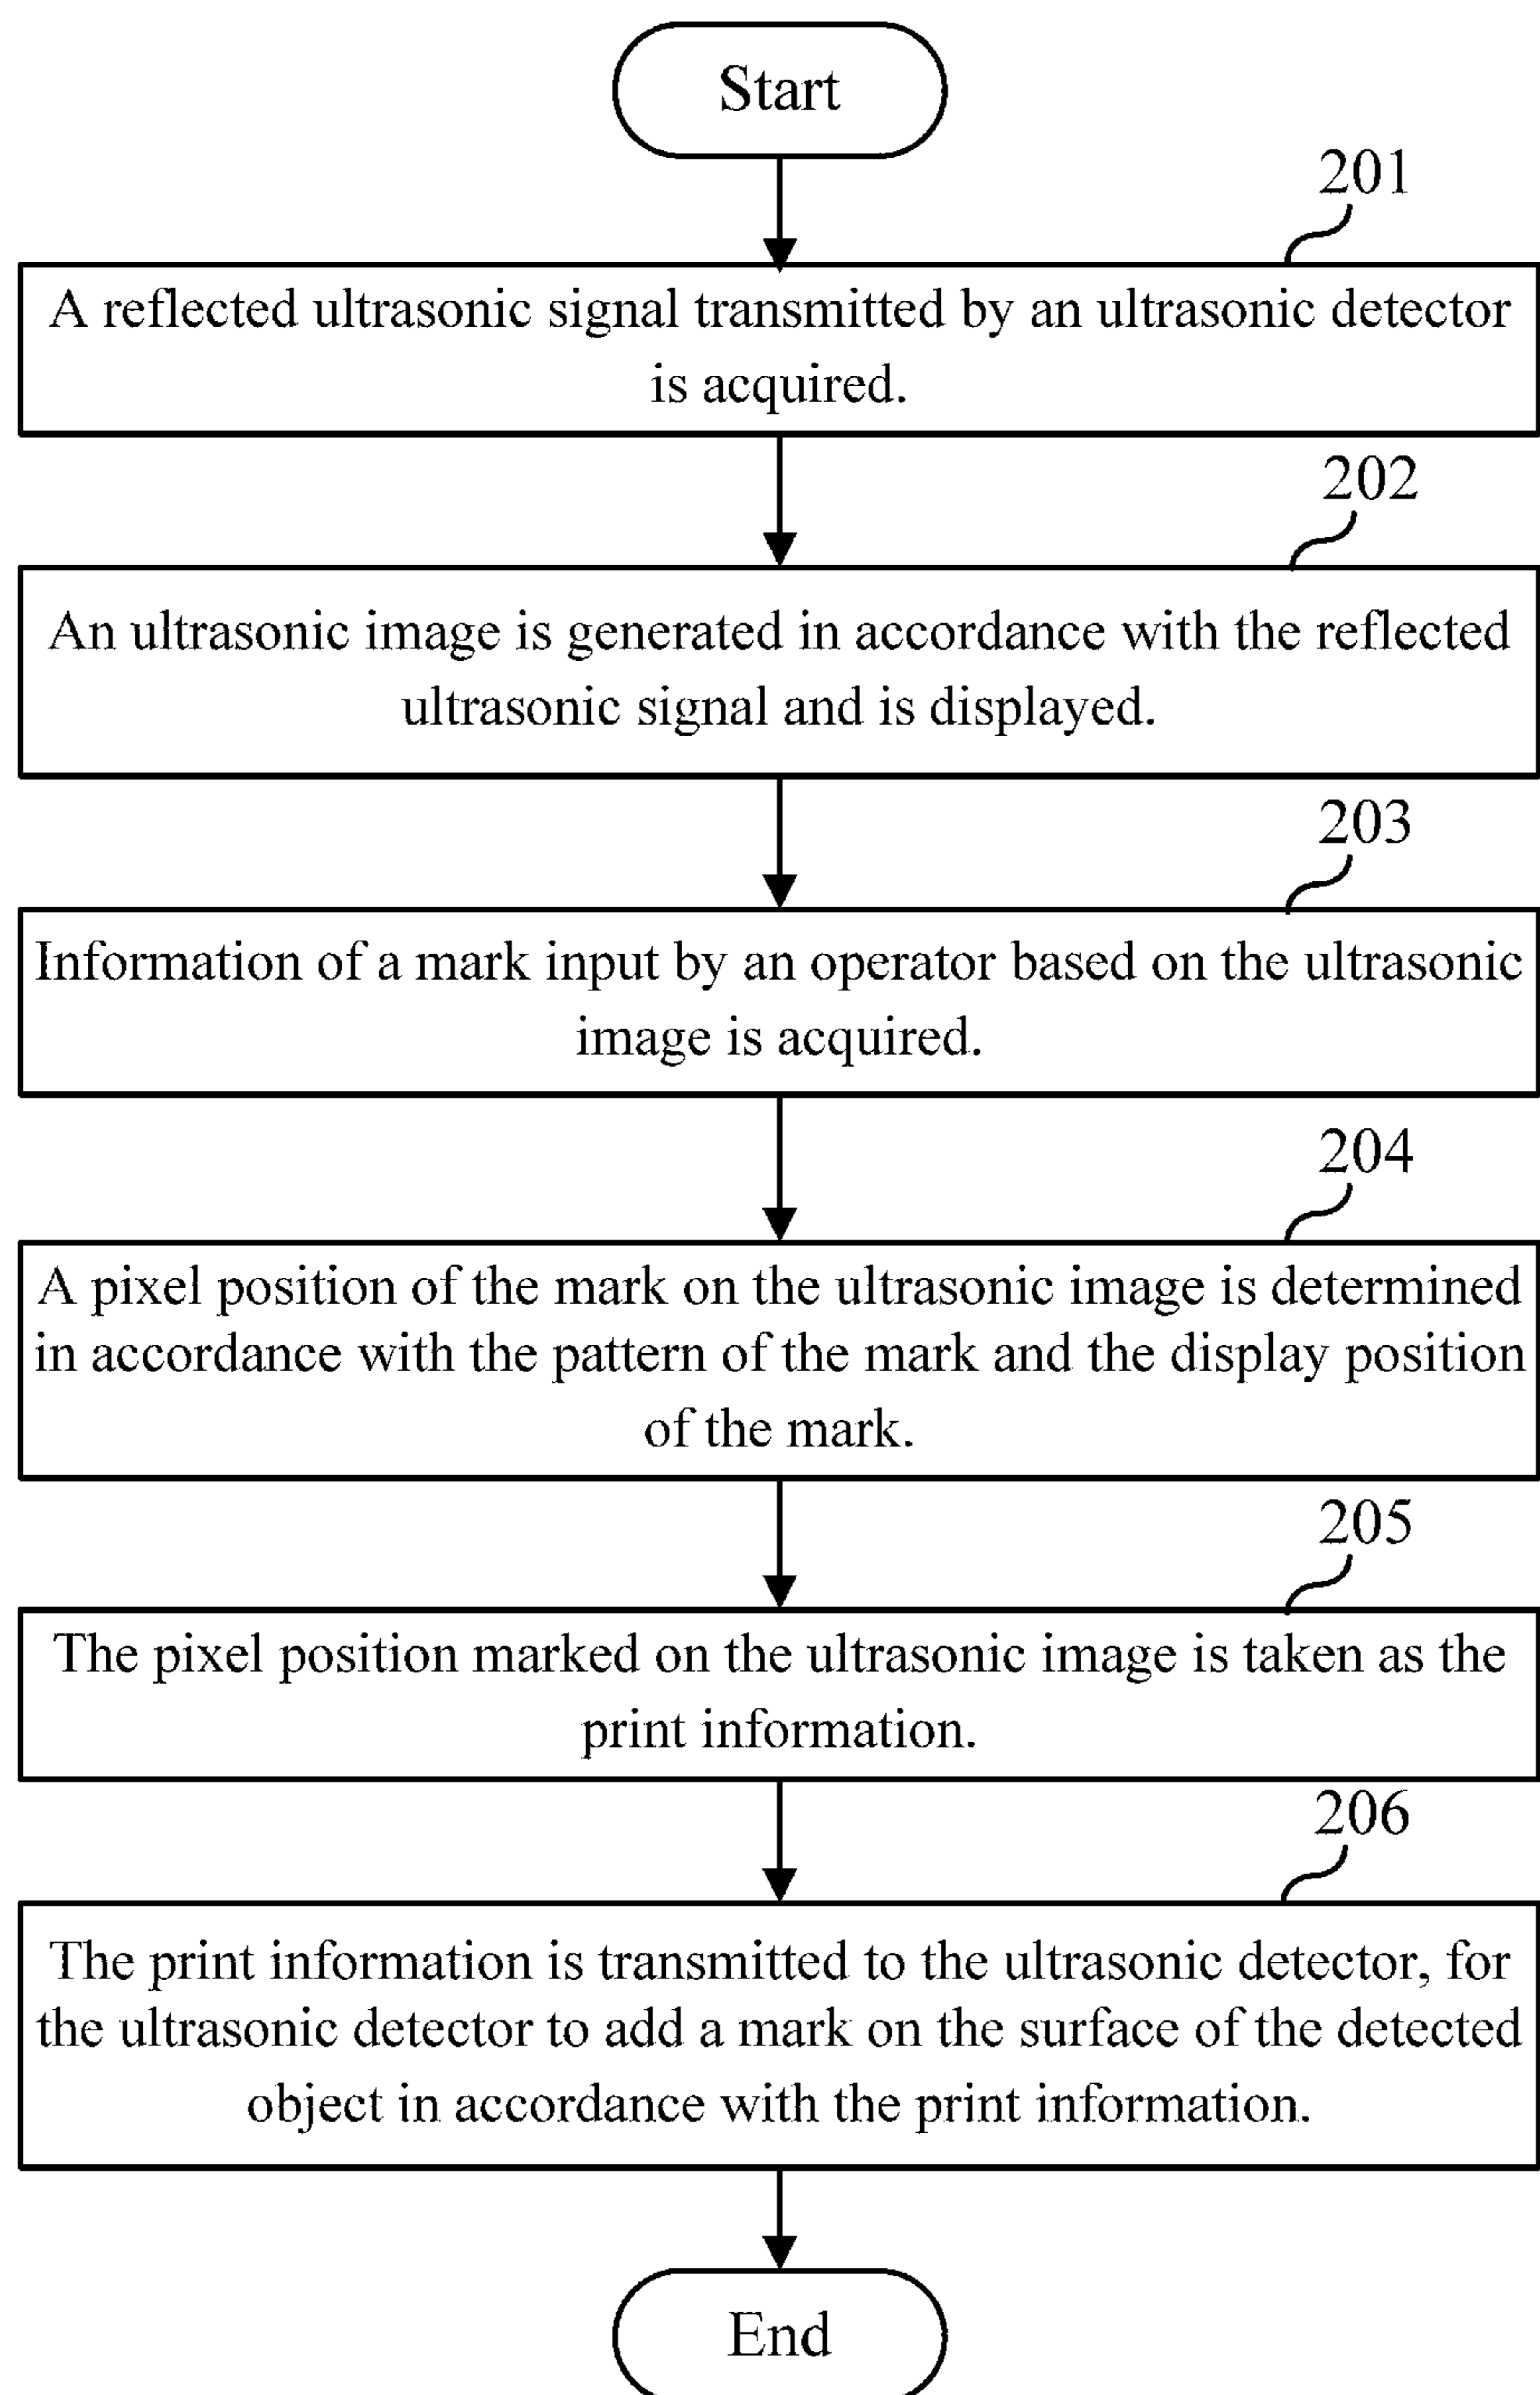 Start
201
A reflected ultrasonic signal transmitted by an ultrasonic detector
is acquired.
202
An ultrasonic image is generated in accordance with the reflected
ultrasonic signal and is displayed.
203
Information of a mark input by an operator based on the ultrasonic
image is acquired.
204
A pixel position of the mark on the ultrasonic image is determined
in accordance with the pattern of the mark and the display position
of the mark.
205
The pixel position marked on the ultrasonic image is taken as the
print information.
206
The print information is transmitted to the ultrasonic detector, for
the ultrasonic detector to add a mark on the surface of the detected
object in accordance with the print information.
End